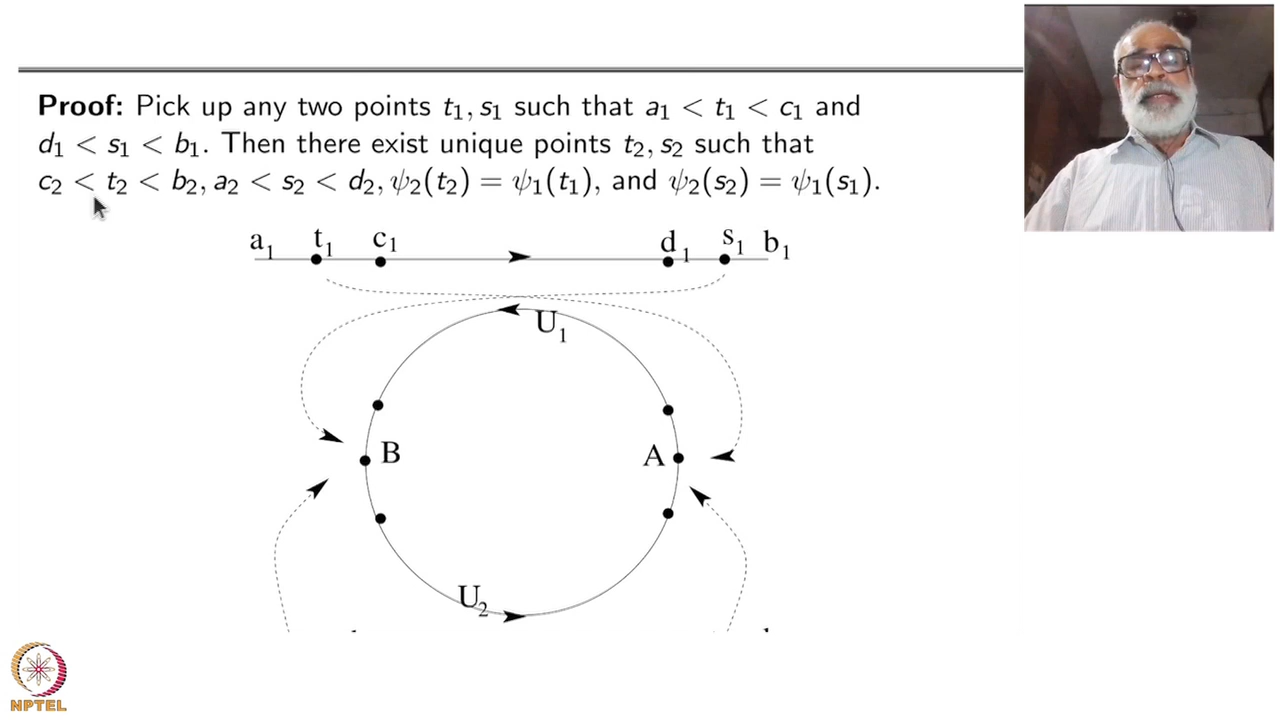 Proof: Pick up any two points t₁, s₁ such that a₁ < t₁ < c₁ and
d₁ < s₁ < b₁. Then there exist unique points t₂, s₂ such that
c₂ < t₂ < b₂, a₂ < s₂ < d₂, ψ₂(t₂) = ψ₁(t₁), and ψ₂(s₂) = ψ₁(s₁).
a₁ t₁ c₁ d₁ s₁ b₁
U₁
B A
U₂
NPTEL